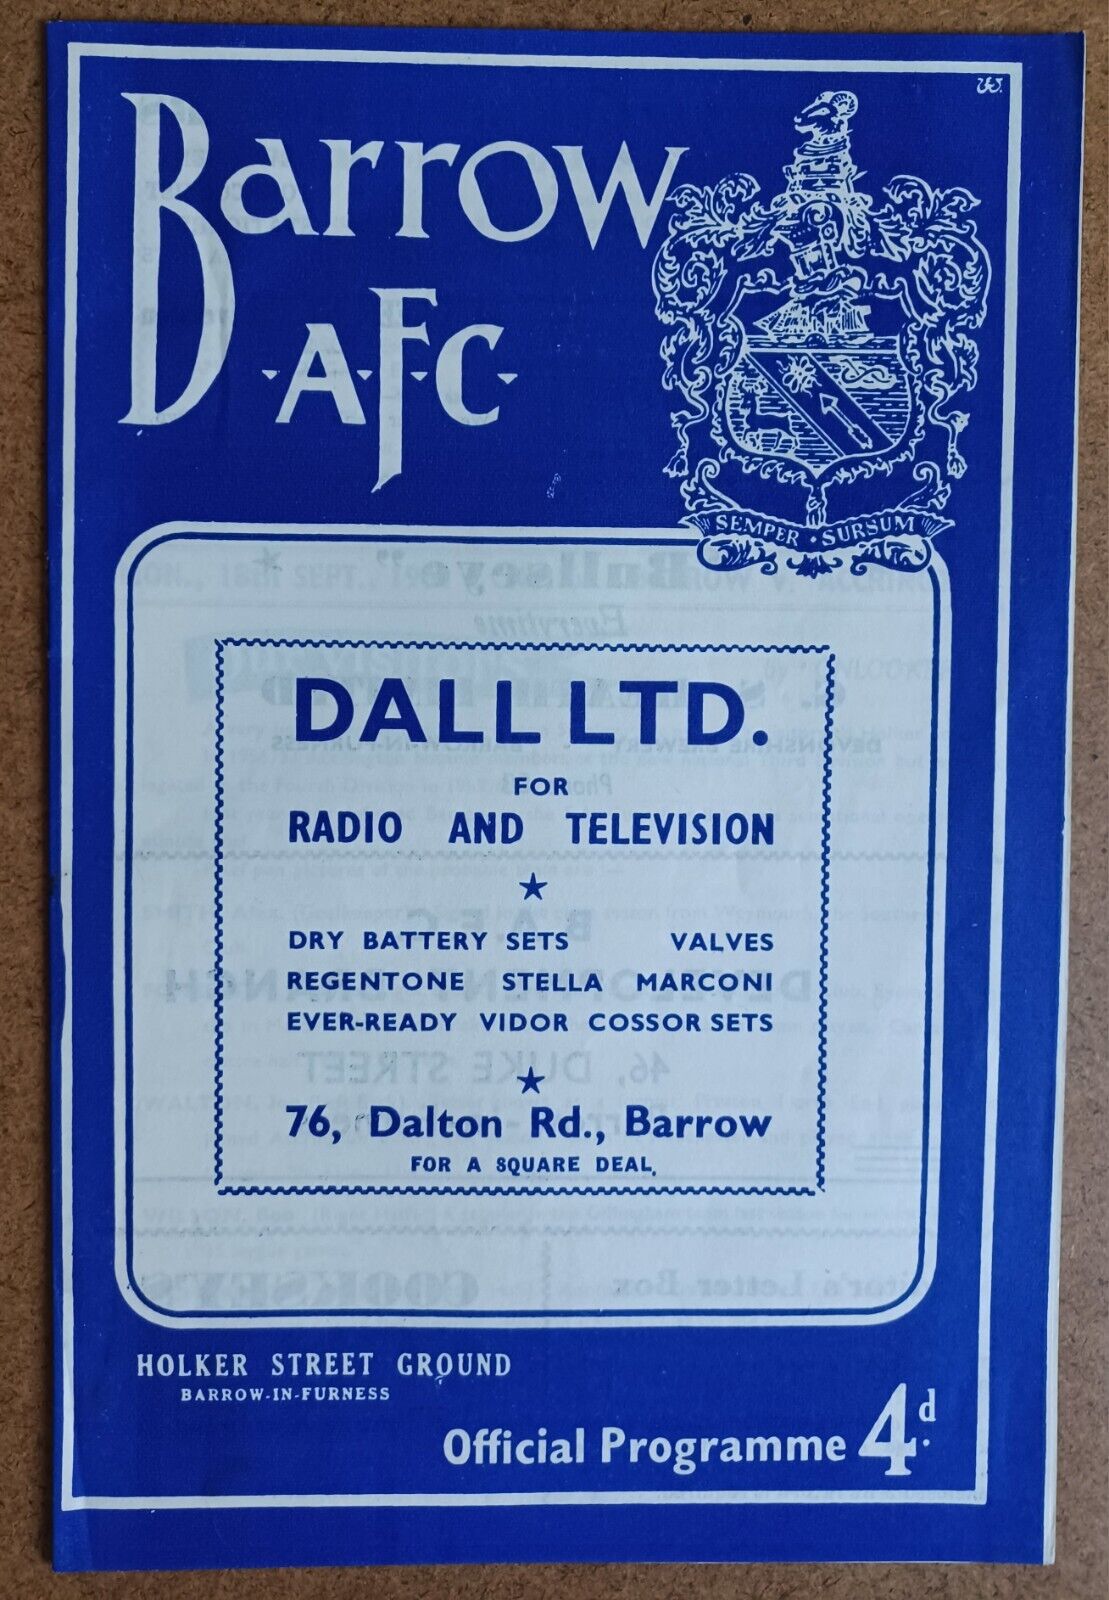 Barrow
A.F.C.
SEMPER · SURSUM
DALL LTD.
FOR
RADIO AND TELEVISION
DRY BATTERY SETS VALVES
REGENTONE STELLA MARCONI
EVER-READY VIDOR COSSOR SETS
76, Dalton Rd., Barrow
FOR A SQUARE DEAL.
HOLKER STREET GROUND
BARROW-IN-FURNESS
Official Programme 4d.